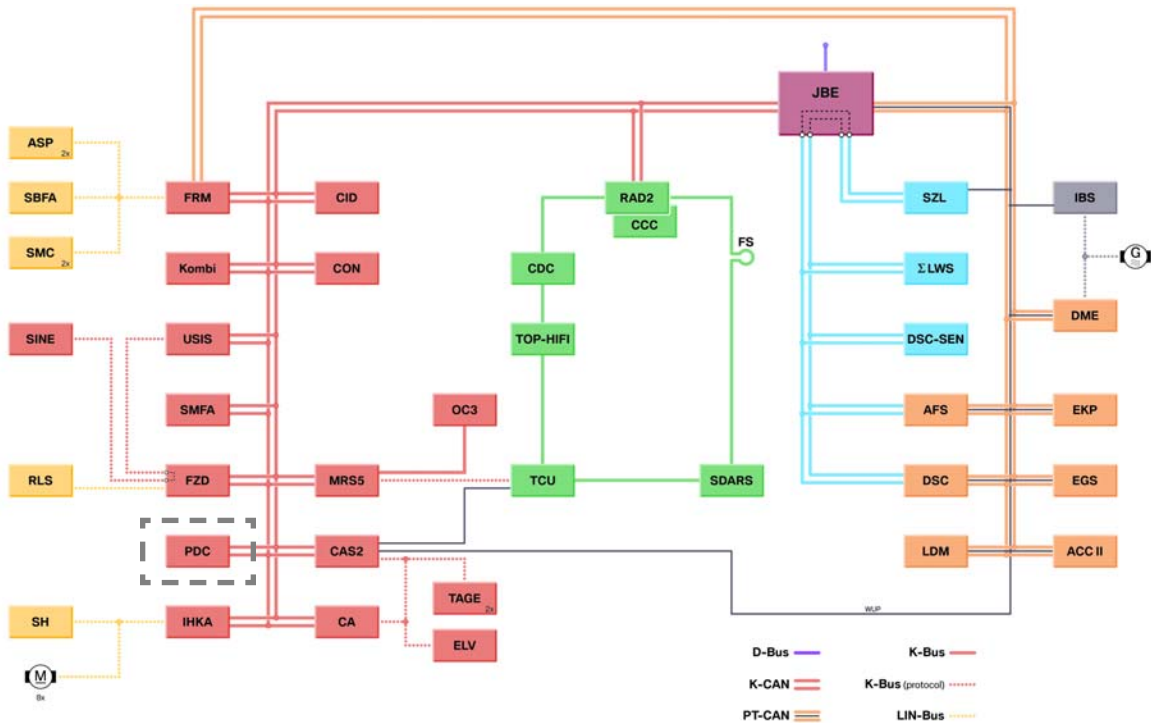 JBE
ASP
2x
SBFA
SMC
2x
FRM
CID
RAD2
CCC
SZL
IBS
Kombi
CON
CDC
FS
ΣLWS
G
SINE
USIS
TOP-HIFI
DSC-SEN
DME
SMFA
OC3
AFS
EKP
RLS
FZD
MRS5
TCU
SDARS
DSC
EGS
PDC
CAS2
LDM
ACC II
TAGE
2x
WUP
SH
IHKA
CA
ELV
M
8x
D-Bus
K-Bus
K-CAN
K-Bus (protocol)
PT-CAN
LIN-Bus